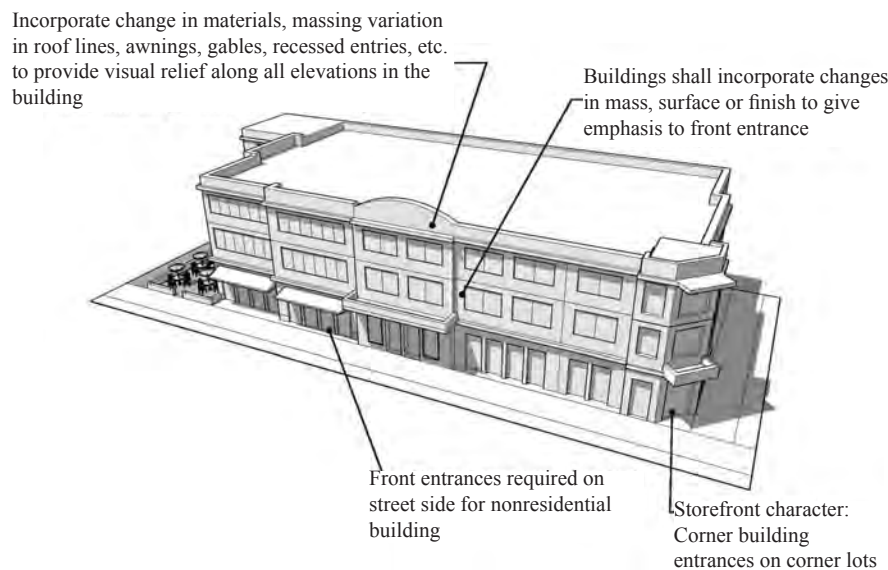 Incorporate change in materials, massing variation
in roof lines, awnings, gables, recessed entries, etc.
to provide visual relief along all elevations in the
building
Buildings shall incorporate changes
in mass, surface or finish to give
emphasis to front entrance
Front entrances required on
street side for nonresidential
building
Storefront character:
Corner building
entrances on corner lots